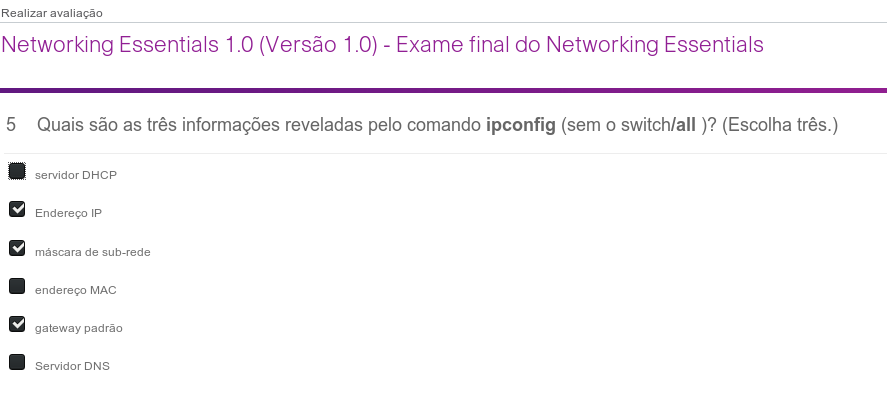 Realizar avaliação
Networking Essentials 1.0 (Versão 1.0) - Exame final do Networking Essentials
5 Quais são as três informações reveladas pelo comando ipconfig (sem o switch/all )? (Escolha três.)
servidor DHCP
Endereço IP
máscara de sub-rede
endereço MAC
gateway padrão
Servidor DNS